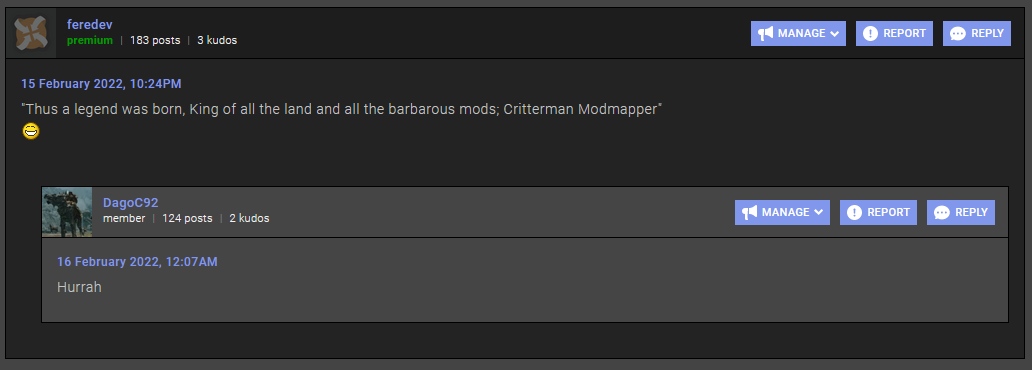 feredev
premium | 183 posts | 3 kudos
MANAGE REPORT REPLY
15 February 2022, 10:24PM
"Thus a legend was born, King of all the land and all the barbarous mods; Critterman Modmapper"
DagoC92
member | 124 posts | 2 kudos
MANAGE REPORT REPLY
16 February 2022, 12:07AM
Hurrah